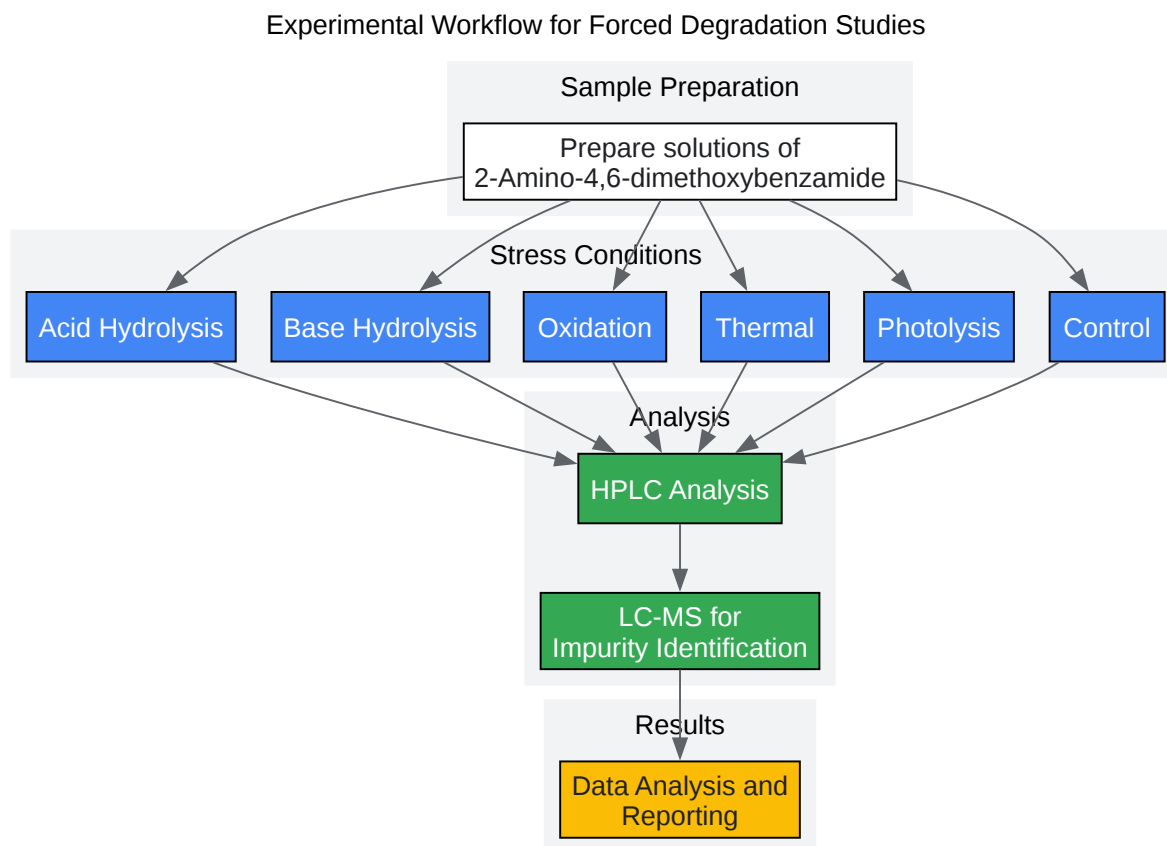 Experimental Workflow for Forced Degradation Studies
Sample Preparation
Prepare solutions of
2-Amino-4,6-dimethoxybenzamide
Stress Conditions
Acid Hydrolysis
Base Hydrolysis
Oxidation
Thermal
Photolysis
Control
Analysis
HPLC Analysis
LC-MS for
Impurity Identification
Results
Data Analysis and
Reporting